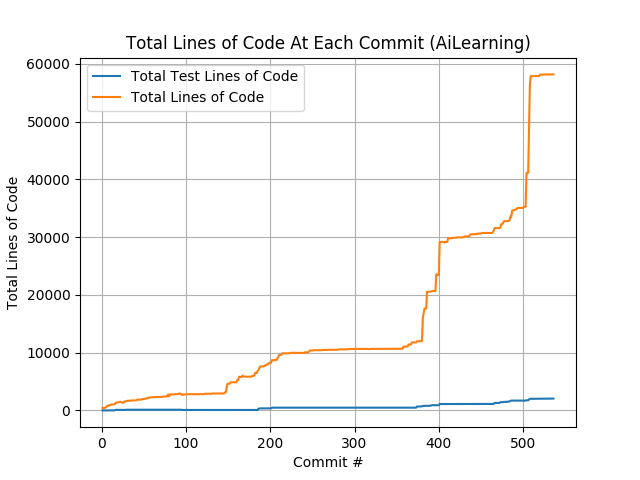 Total Lines of Code At Each Commit (AiLearning)
Total Test Lines of Code
Total Lines of Code
Total Lines of Code
60000
50000
40000
30000
20000
10000
0
0 100 200 300 400 500
Commit #